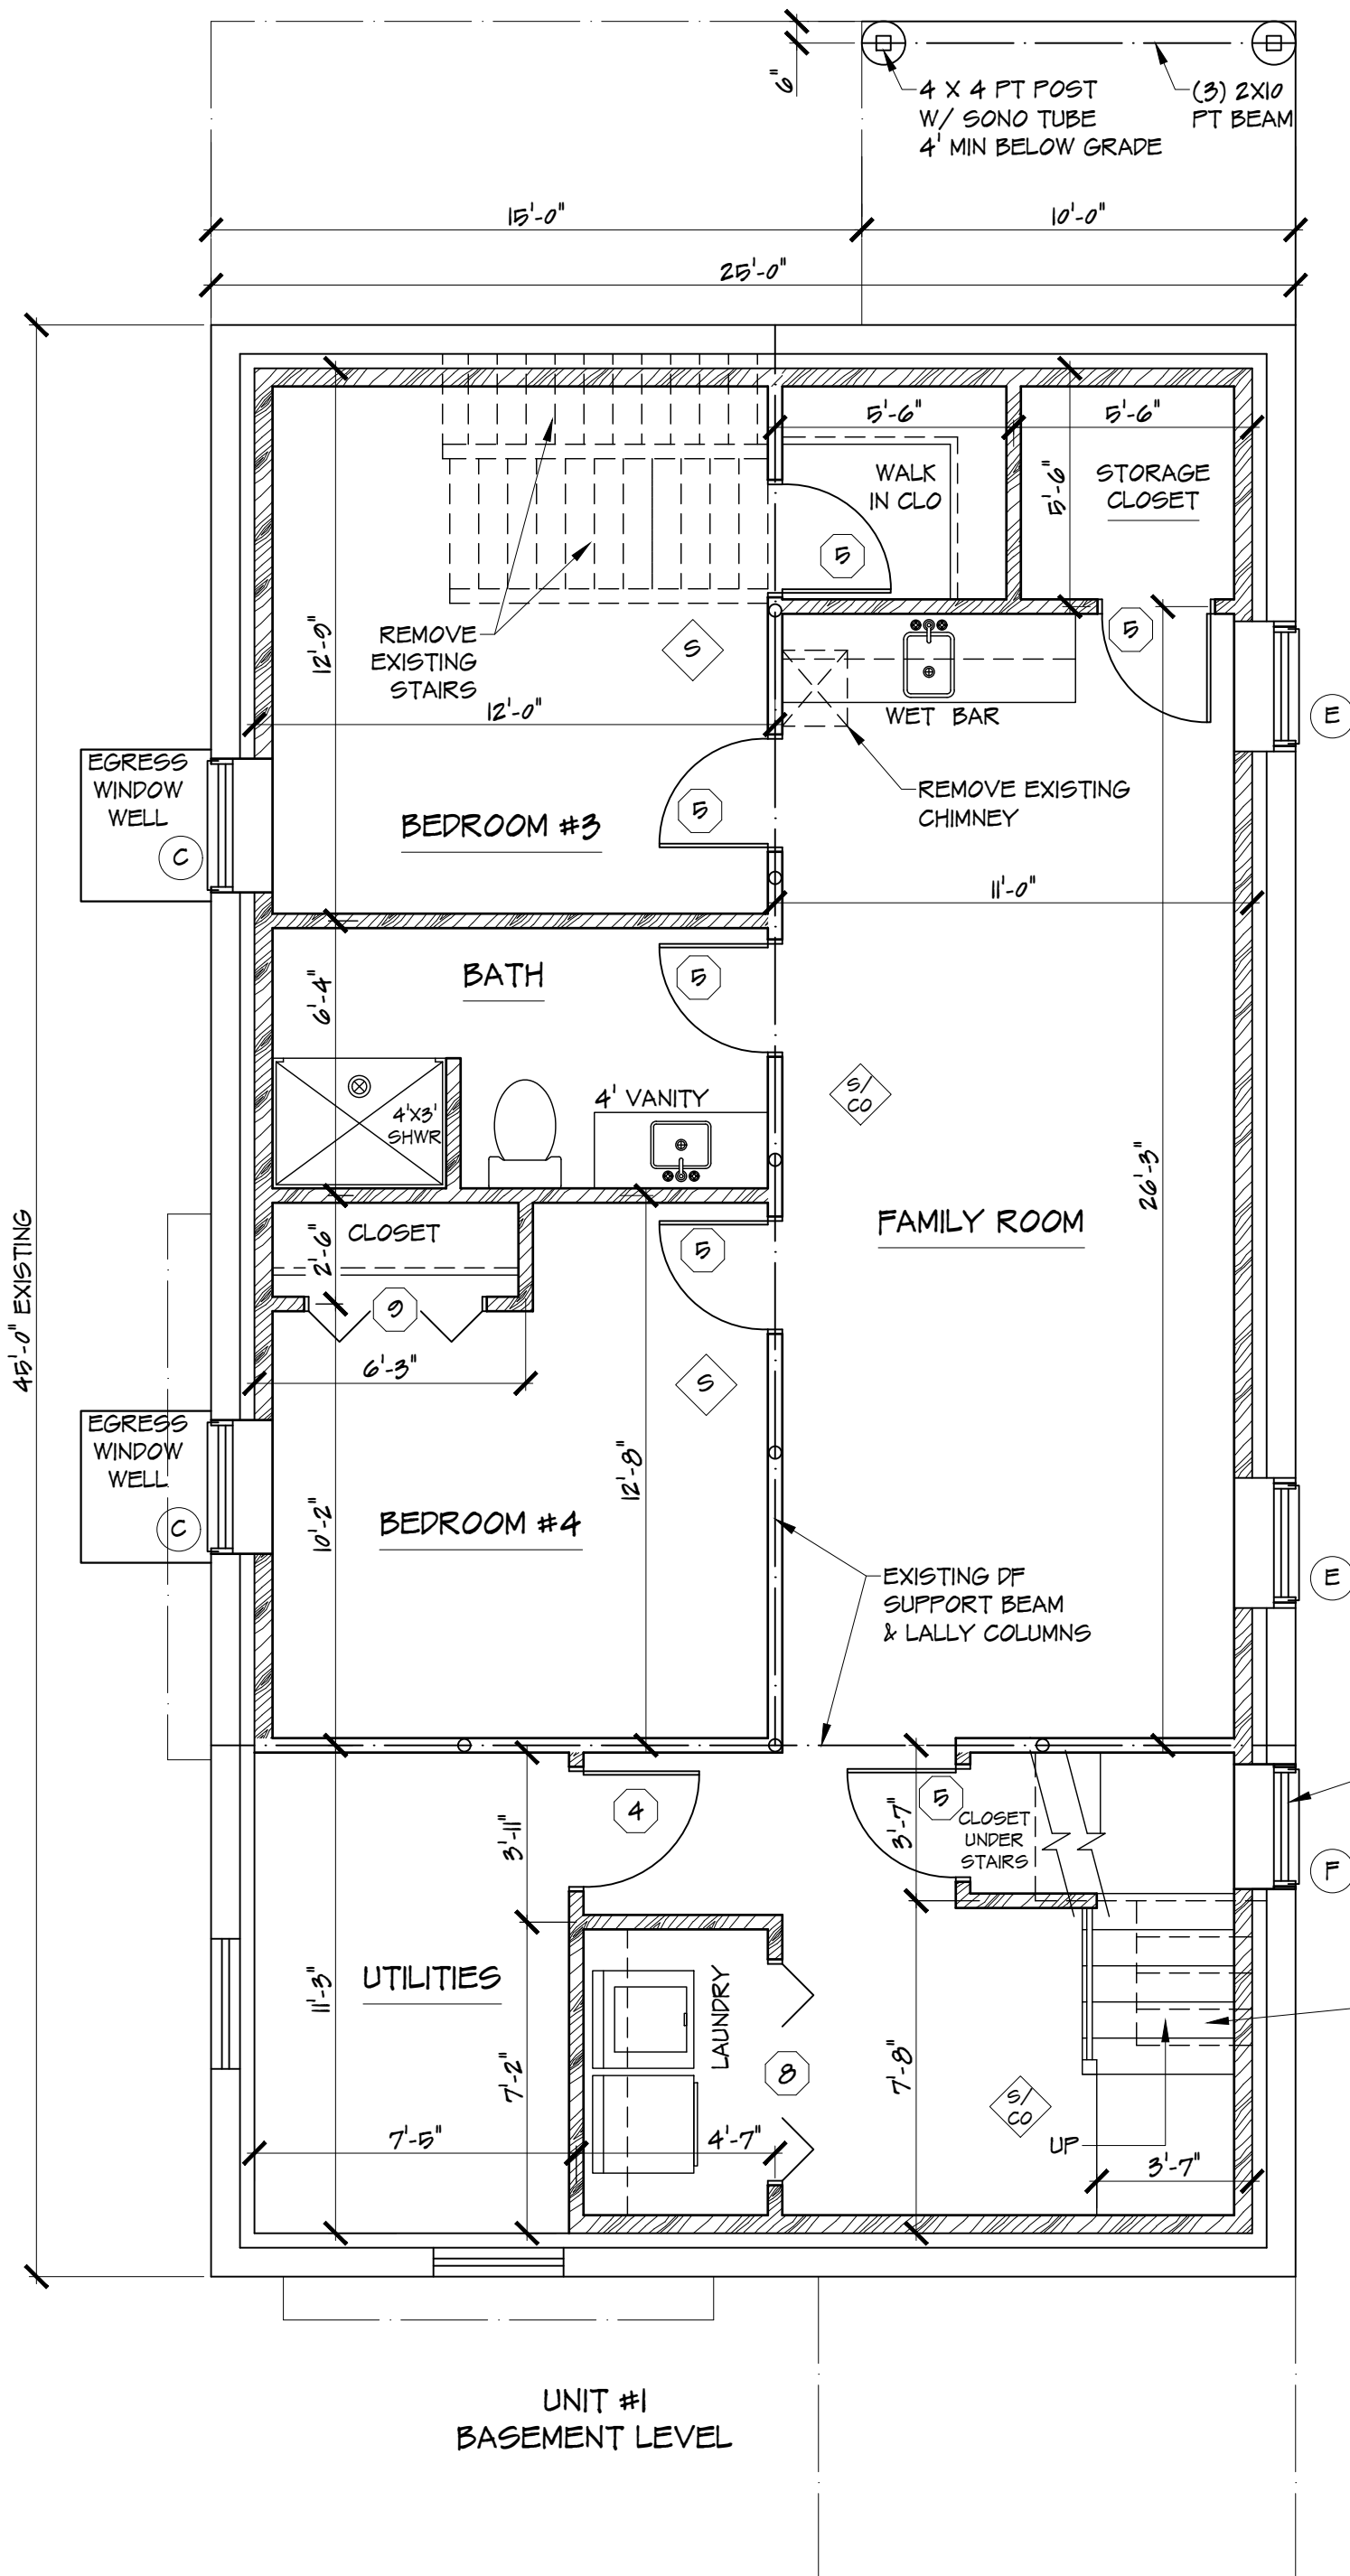 6"
4 X 4 PT POST
W/ SONO TUBE
4' MIN BELOW GRADE
(3) 2X10
PT BEAM
15'-0"
10'-0"
25'-0"
5'-6"
5'-6"
WALK
IN CLO
5'-6"
STORAGE
CLOSET
5
5
REMOVE
EXISTING
STAIRS
12'-9"
S
12'-0"
WET BAR
E
EGRESS
WINDOW
WELL
C
REMOVE EXISTING
CHIMNEY
5
BEDROOM #3
11'-0"
BATH
5
6'-4"
S/
CO
4'X3'
SHWR
4' VANITY
26'-3"
FAMILY ROOM
CLOSET
2'-6"
5
9
45'-0" EXISTING
6'-3"
S
EGRESS
WINDOW
WELL
C
12'-8"
10'-2"
BEDROOM #4
EXISTING DF
SUPPORT BEAM
& LALLY COLUMNS
E
4
5
3'-11"
3'-7"
CLOSET
UNDER
STAIRS
F
UTILITIES
11'-3"
LAUNDRY
7'-2"
8
7'-8"
S/
CO
UP
7'-5"
4'-7"
3'-7"
UNIT #1
BASEMENT LEVEL